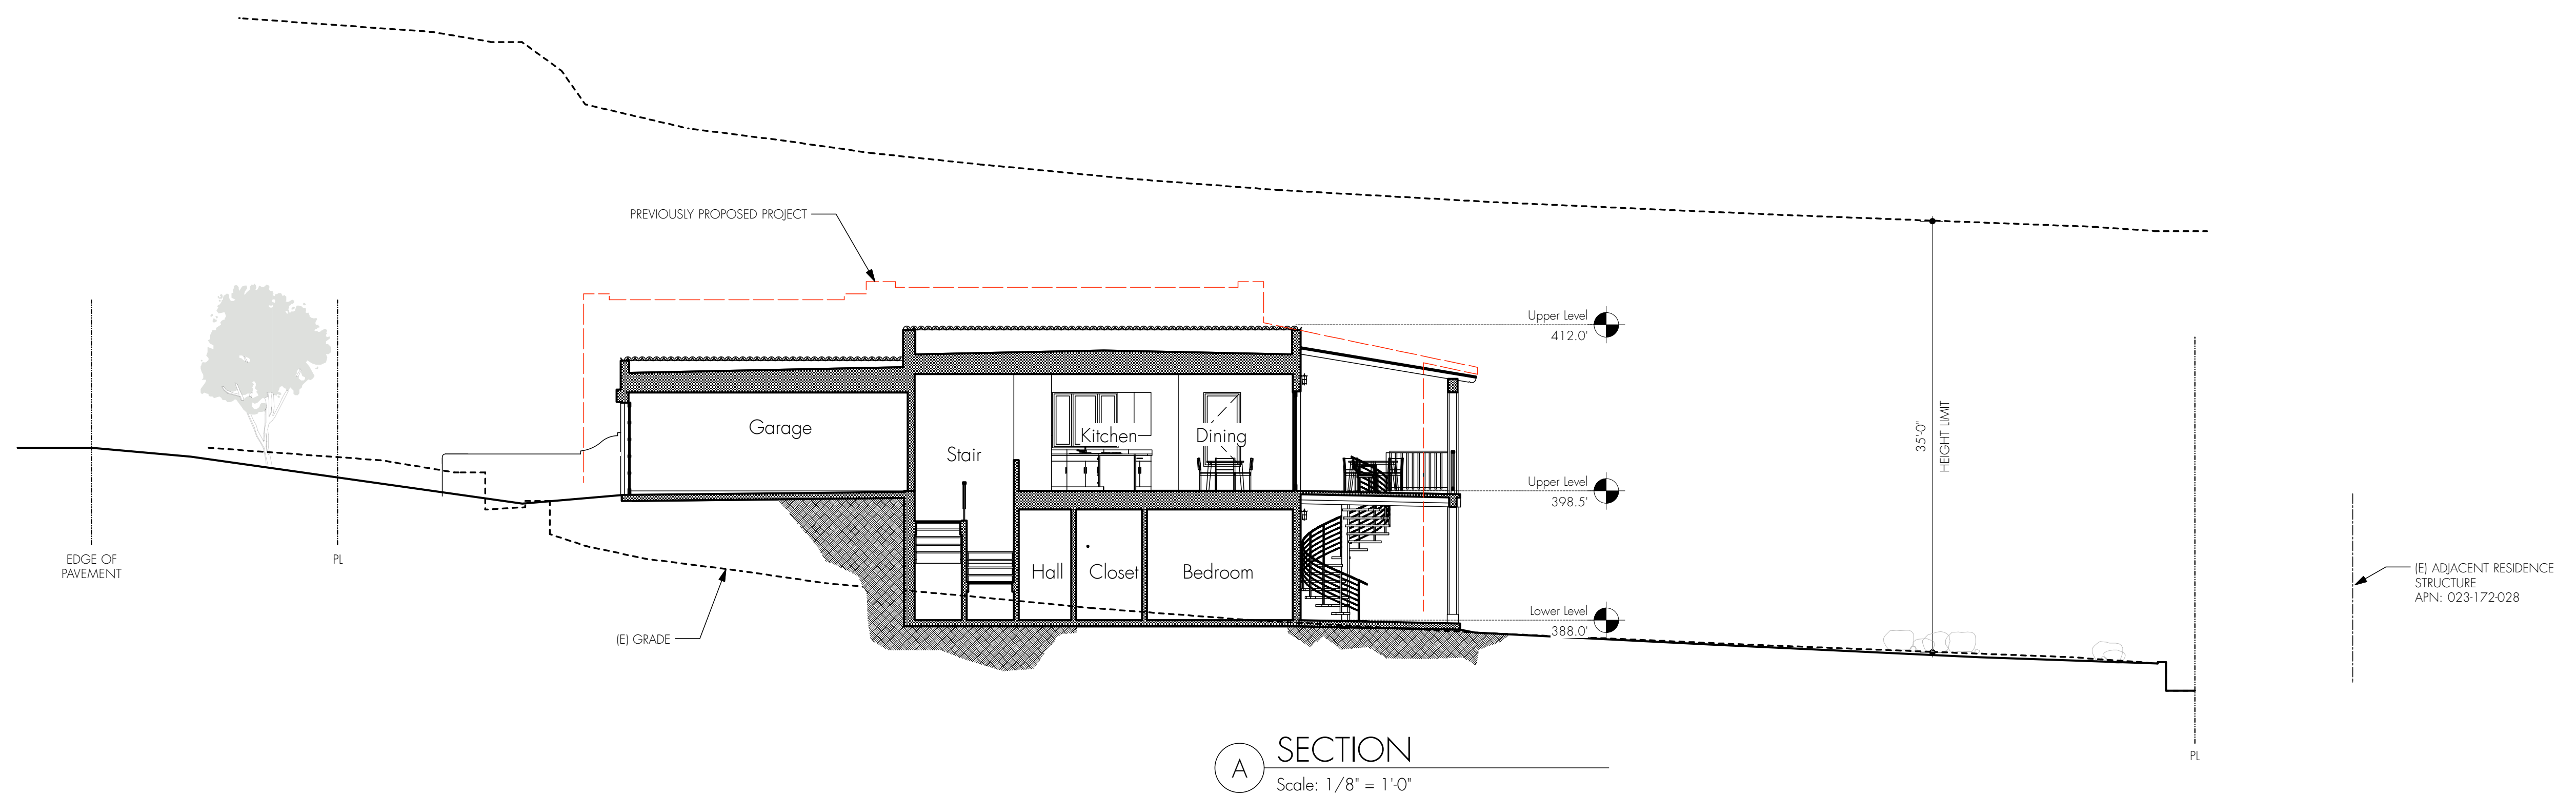 PREVIOUSLY PROPOSED PROJECT
Upper Level
412.0'
Garage
Stair
Kitchen
Dining
35'-0"
HEIGHT LIMIT
Upper Level
398.5'
EDGE OF
PAVEMENT
PL
Hall
Closet
Bedroom
(E) ADJACENT RESIDENCE
STRUCTURE
APN: 023-172-028
Lower Level
388.0'
(E) GRADE
A
SECTION
Scale: 1/8" = 1'-0"
PL